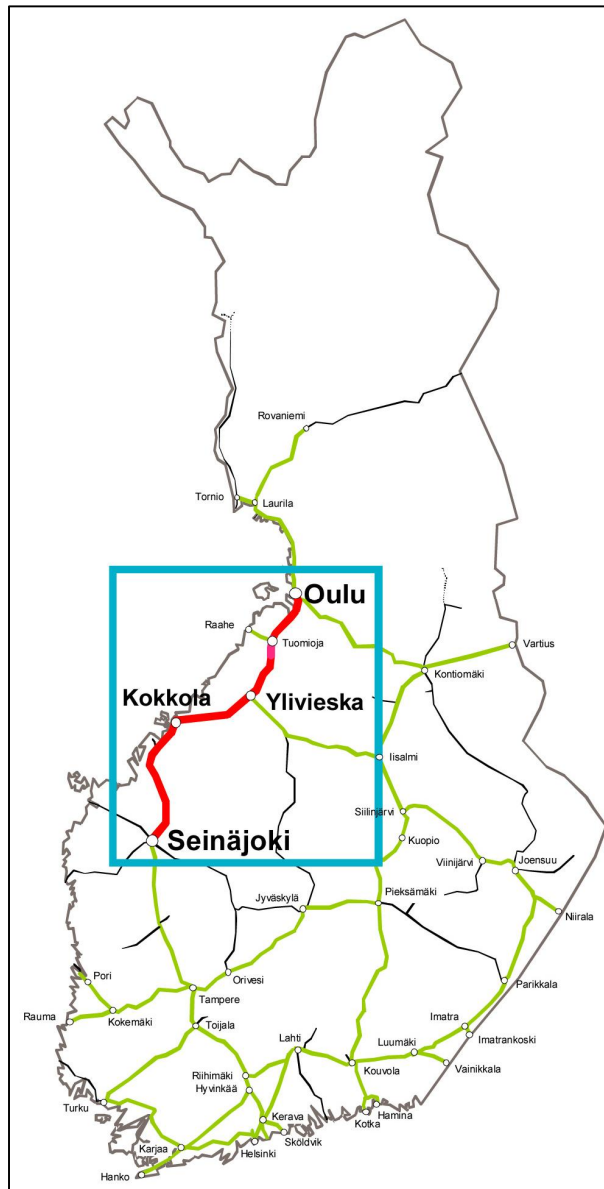 Rovaniemi
Tornio
Laurila
Oulu
Raahe
Tuomioja
Vartius
Kontiomäki
Kokkola
Ylivieska
Iisalmi
Siilinjärvi
Seinäjoki
Kuopio
Viinijärvi
Joensuu
Jyväskylä
Pieksämäki
Niirala
Pori
Orivesi
Parikkala
Tampere
Rauma
Kokemäki
Toijala
Imatra
Lahti
Luumäki
Imatrankoski
Riihimäki
Kouvola
Vainikkala
Hyvinkää
Turku
Hamina
Kerava
Kotka
Sköldvik
Karjaa
Helsinki
Hanko